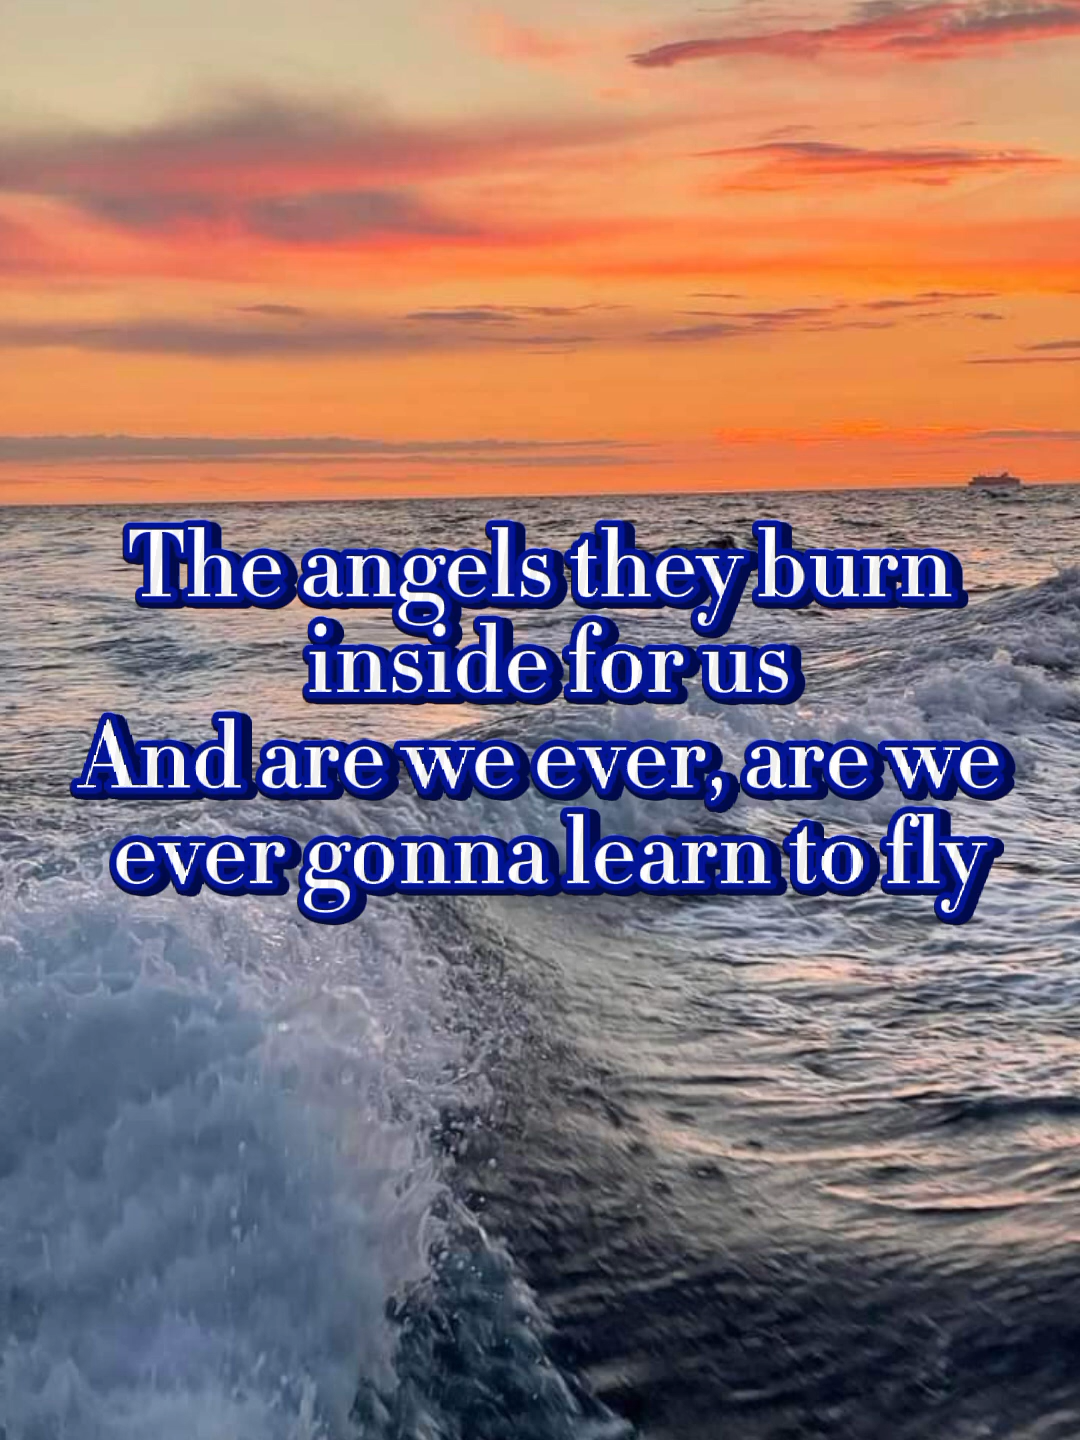 The angels they burn
inside for us
And are we ever, are we
ever gonna learn to fly